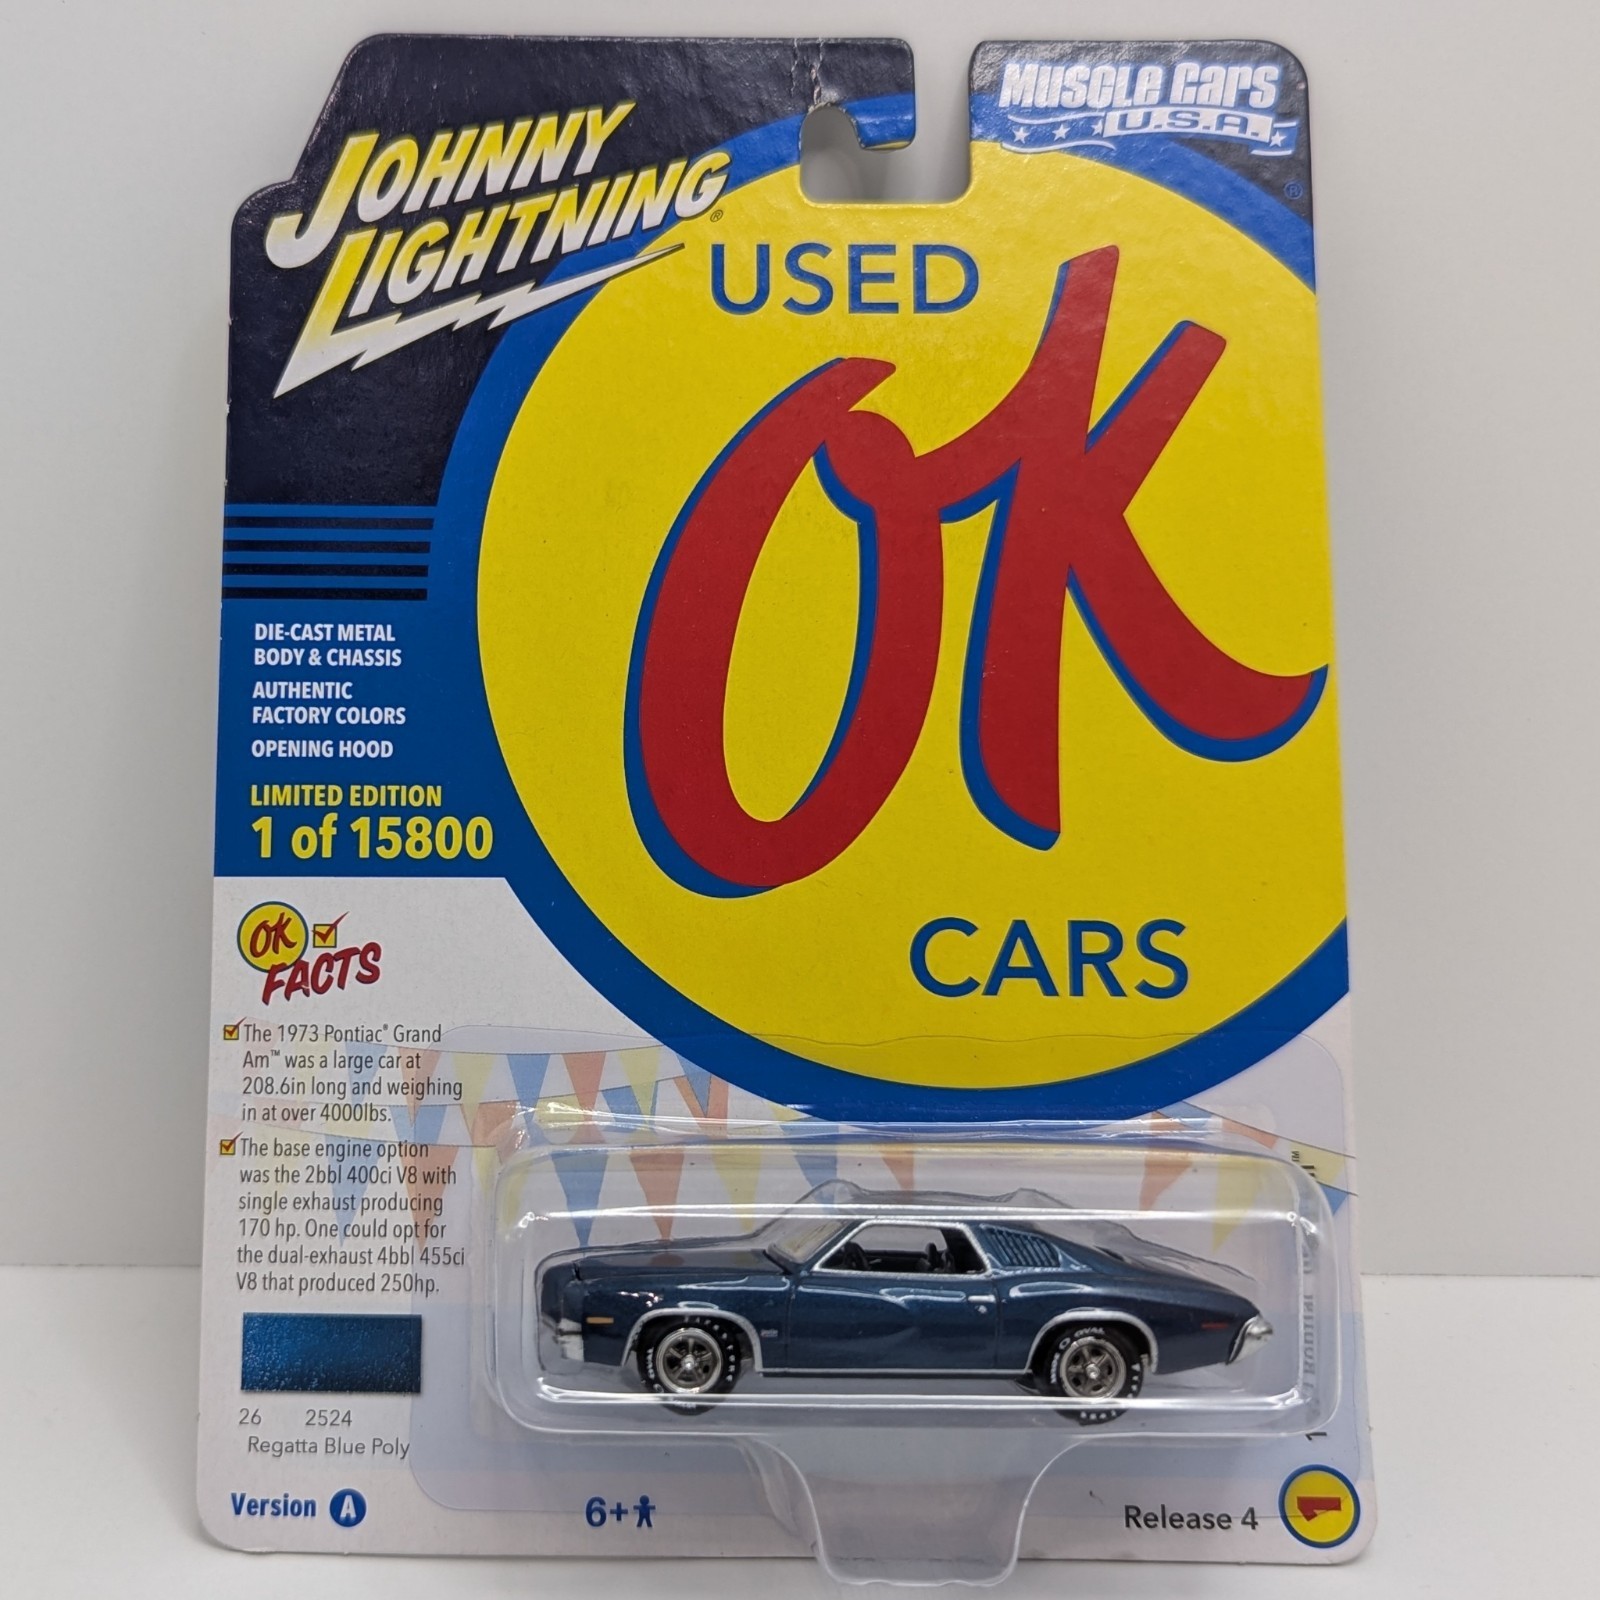 JOHNNY
LIGHTNING®
MUSCLE CARS
U.S.A.
®
USED
OK
CARS
DIE-CAST METAL
BODY & CHASSIS
AUTHENTIC
FACTORY COLORS
OPENING HOOD
LIMITED EDITION
1 of 15800
OK
FACTS
The 1973 Pontiac® Grand
Am™ was a large car at
208.6in long and weighing
in at over 4000lbs.
The base engine option
was the 2bbl 400ci V8 with
single exhaust producing
170 hp. One could opt for
the dual-exhaust 4bbl 455ci
V8 that produced 250hp.
26 2524
Regatta Blue Poly
Version A
6+
Release 4
1